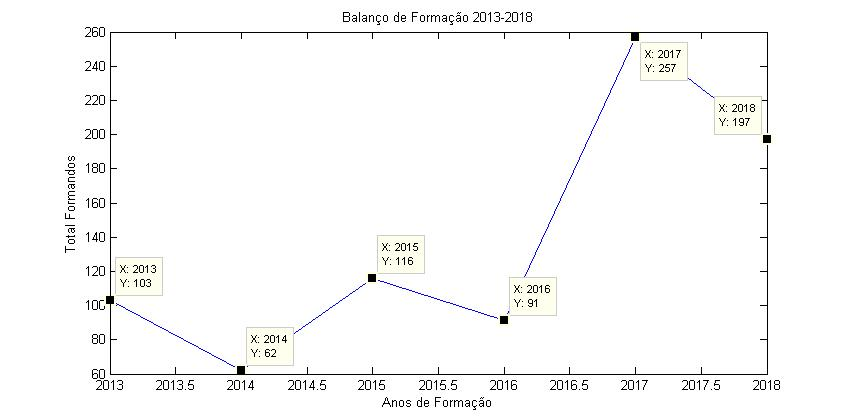 Balanço de Formação 2013-2018
260
240
220
200
180
160
140
120
100
80
60
Total Formandos
X: 2013
Y: 103
X: 2014
Y: 62
X: 2015
Y: 116
X: 2016
Y: 91
X: 2017
Y: 257
X: 2018
Y: 197
2013 2013.5 2014 2014.5 2015 2015.5 2016 2016.5 2017 2017.5 2018
Anos de Formação